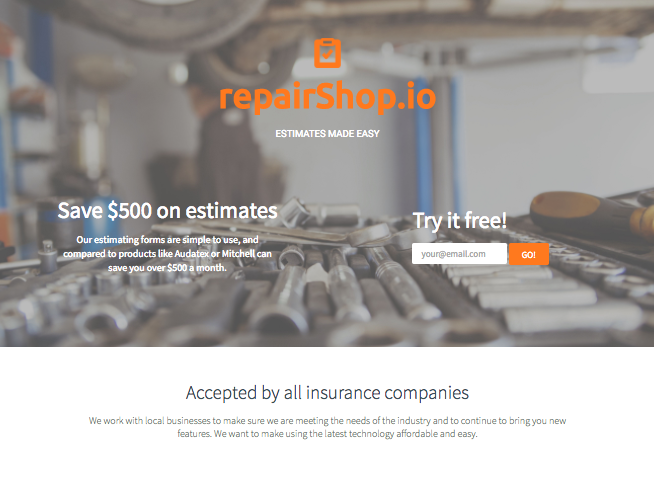 repairShop.io
ESTIMATES MADE EASY
Save $500 on estimates
Our estimating forms are simple to use, and
compared to products like Audatex or Mitchell can
save you over $500 a month.
Try it free!
your@email.com
GO!
Accepted by all insurance companies
We work with local businesses to make sure we are meeting the needs of the industry and to continue to bring you new
features. We want to make using the latest technology affordable and easy.